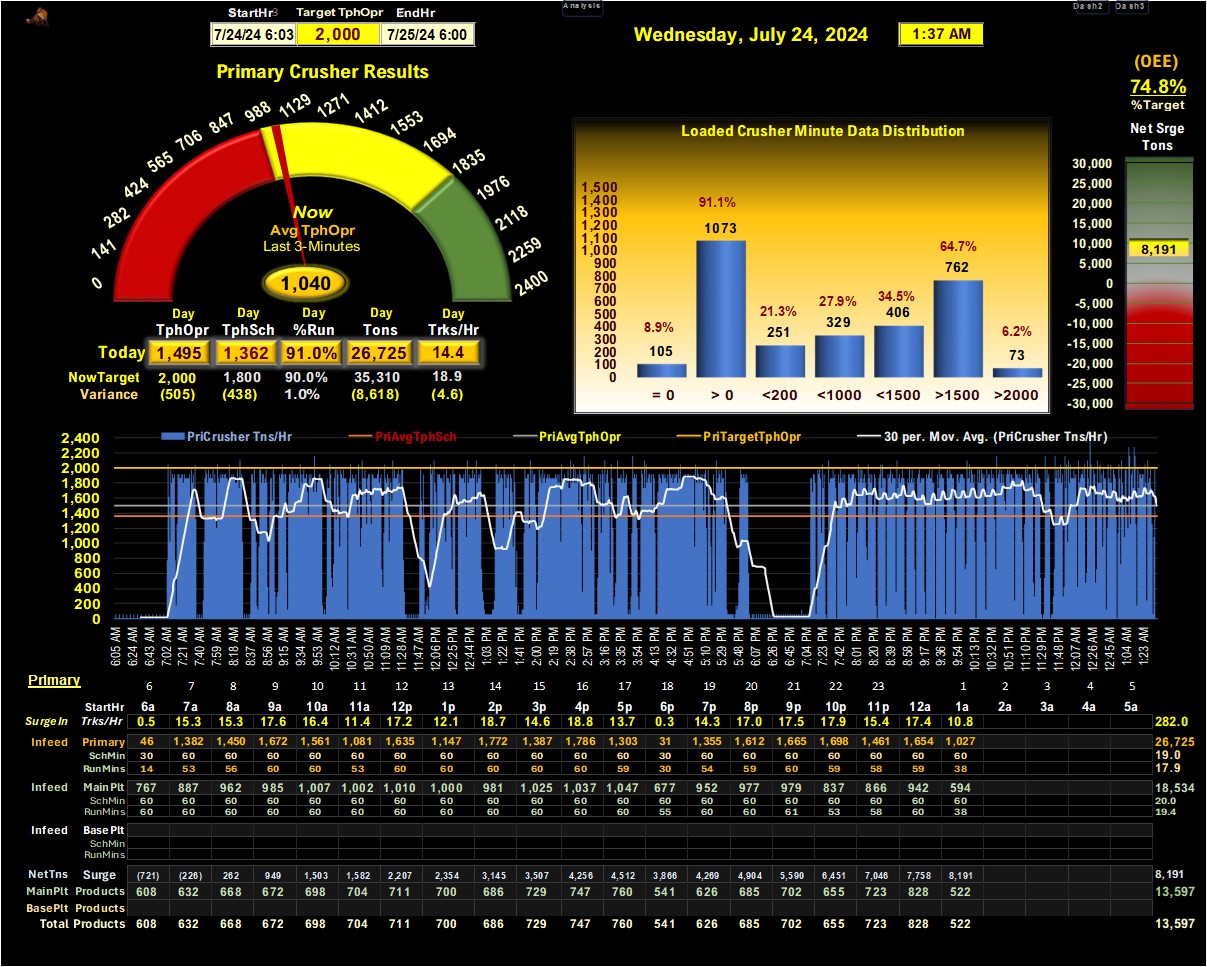 Analysis
Dash2 Dash3
StartHr3 Target TphOpr EndHr
7/24/24 6:03 2,000 7/25/24 6:00
Wednesday, July 24, 2024 1:37 AM
Primary Crusher Results
(OEE)
74.8%
%Target
Net Srge
Tons
0 141 282 424 565 706 847 988 1129 1271 1412 1553 1694 1835 1976 2118 2259 2400
Now
Avg TphOpr
Last 3-Minutes
1,040
Day Day Day Day Day
TphOpr TphSch %Run Tons Trks/Hr
Today 1,495 1,362 91.0% 26,725 14.4
NowTarget 2,000 1,800 90.0% 35,310 18.9
Variance (505) (438) 1.0% (8,618) (4.6)
Loaded Crusher Minute Data Distribution
1,500
1,400
1,300
1,200
1,100
1,000
900
800
700
600
500
400
300
200
100
0
8.9% 91.1% 21.3% 27.9% 34.5% 64.7% 6.2%
105 1073 251 329 406 762 73
= 0 > 0 <200 <1000 <1500 >1500 >2000
30,000
25,000
20,000
15,000
10,000
8,191
5,000
0
-5,000
-10,000
-15,000
-20,000
-25,000
-30,000
PriCrusher Tns/Hr PriAvgTphSch PriAvgTphOpr PriTargetTphOpr 30 per. Mov. Avg. (PriCrusher Tns/Hr)
2,400
2,200
2,000
1,800
1,600
1,400
1,200
1,000
800
600
400
200
0
6:05 AM 6:24 AM 6:43 AM 7:02 AM 7:21 AM 7:40 AM 7:59 AM 8:18 AM 8:37 AM 8:56 AM 9:15 AM 9:34 AM 9:53 AM 10:12 AM 10:31 AM 10:50 AM 11:09 AM 11:28 AM 11:47 AM 12:06 PM 12:25 PM 12:44 PM 1:03 PM 1:22 PM 1:41 PM 2:00 PM 2:19 PM 2:38 PM 2:57 PM 3:16 PM 3:35 PM 3:54 PM 4:13 PM 4:32 PM 4:51 PM 5:10 PM 5:29 PM 5:48 PM 6:07 PM 6:26 PM 6:45 PM 7:04 PM 7:23 PM 7:42 PM 8:01 PM 8:20 PM 8:39 PM 8:58 PM 9:17 PM 9:36 PM 9:54 PM 10:13 PM 10:32 PM 10:51 PM 11:10 PM 11:29 PM 11:48 PM 12:07 AM 12:26 AM 12:45 AM 1:04 AM 1:23 AM
Primary
6 7 8 9 10 11 12 13 14 15 16 17 18 19 20 21 22 23 1 2 3 4 5
StartHr 6a 7a 8a 9a 10a 11a 12p 1p 2p 3p 4p 5p 6p 7p 8p 9p 10p 11p 12a 1a 2a 3a 4a 5a
SurgeIn Trks/Hr 0.5 15.3 15.3 17.6 16.4 11.4 17.2 12.1 18.7 14.6 18.8 13.7 0.3 14.3 17.0 17.5 17.9 15.4 17.4 10.8 282.0
Infeed Primary 46 1,382 1,450 1,672 1,561 1,081 1,635 1,147 1,772 1,387 1,786 1,303 31 1,355 1,612 1,665 1,698 1,461 1,654 1,027 26,725
SchMin 30 60 60 60 60 60 60 60 60 60 60 60 30 60 60 60 60 60 60 60 19.0
RunMins 14 53 56 60 60 53 60 60 60 60 60 59 30 54 59 60 59 58 59 38 17.9
Infeed MainPlt 767 887 962 985 1,007 1,002 1,010 1,000 981 1,025 1,037 1,047 677 952 977 979 837 866 942 594 18,534
SchMin 60 60 60 60 60 60 60 60 60 60 60 60 60 60 60 60 60 60 60 60 20.0
RunMins 60 60 60 60 60 60 60 60 60 60 60 60 55 60 60 61 53 58 60 38 19.4
Infeed Base Plt
SchMin
RunMins
NetTns Surge (721) (226) 262 949 1,503 1,582 2,207 2,354 3,145 3,507 4,256 4,512 3,866 4,269 4,904 5,590 6,451 7,046 7,758 8,191 8,191
MainPlt Products 608 632 668 672 698 704 711 700 686 729 747 760 541 626 685 702 655 723 828 522 13,597
BasePlt Products
Total Products 608 632 668 672 698 704 711 700 686 729 747 760 541 626 685 702 655 723 828 522 13,597